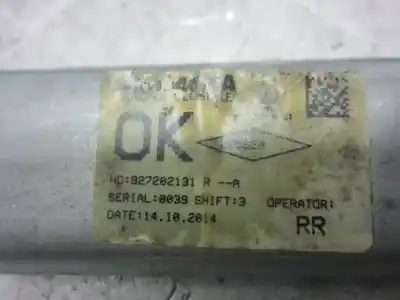 OK
NO:827202131 R --A
SERIAL:0039 SHIFT:3 OPERATOR:
DATE:14.10.2014 RR